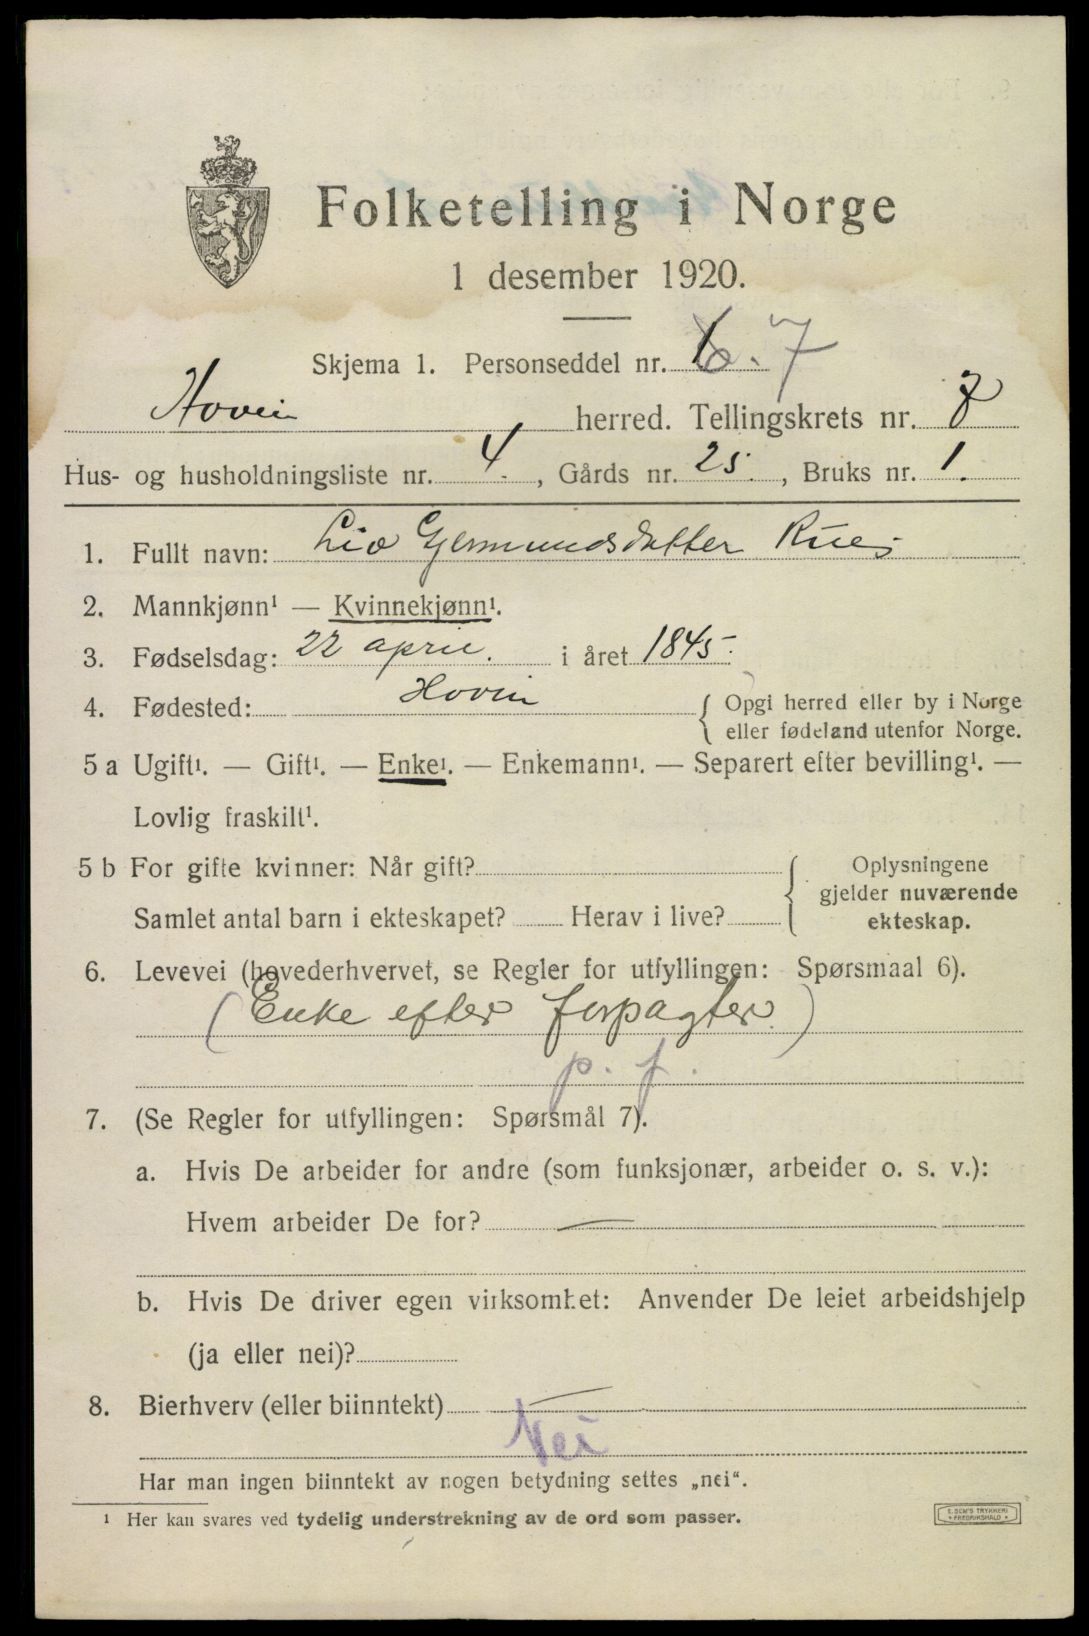 Folketelling i Norge
1 desember 1920.
Skjema 1. Personseddel nr. 7
Hovin herred. Tellingskrets nr. 7
Hus- og husholdningsliste nr. 4. , Gårds nr. 25. , Bruks nr. 1.
1. Fullt navn: Liv Gjermundsdatter Rue
2. Mannkjønn¹ — Kvinnekjønn¹.
3. Fødselsdag: 22 april. i året 1845.
4. Fødested: Hovin { Opgi herred eller by i Norge
eller fødeland utenfor Norge.
5 a Ugift¹. — Gift¹. — Enke¹. — Enkemann¹. — Separert efter bevilling¹. —
Lovlig fraskilt¹.
5 b For gifte kvinner: Når gift? { Oplysningene
gjelder nuværende
Samlet antal barn i ekteskapet? Herav i live? ekteskap.
6. Levevei (hovederhvervet, se Regler for utfyllingen: Spørsmaal 6).
(Enke efter forpagter.)
p. f.
7. (Se Regler for utfyllingen: Spørsmål 7).
a. Hvis De arbeider for andre (som funksjonær, arbeider o. s. v.):
Hvem arbeider De for? —
b. Hvis De driver egen virksomhet: Anvender De leiet arbeidshjelp
(ja eller nei)?
8. Bierhverv (eller biinntekt) —
Nei
Har man ingen biinntekt av nogen betydning settes „nei“.
¹ Her kan svares ved tydelig understrekning av de ord som passer.
E. SEM'S TRYKKERI
• FREDRIKSHALD •